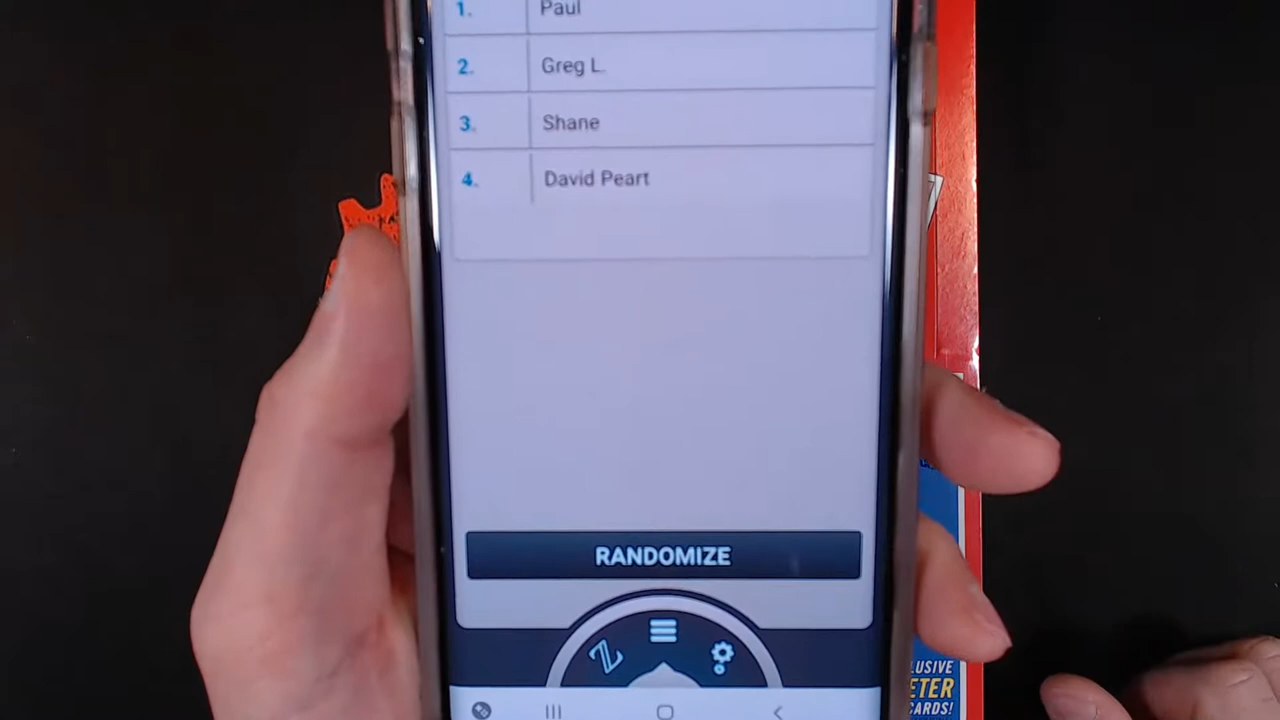 1. Paul
2. Greg L.
3. Shane
4. David Peart
RANDOMIZE
LUSIVE
ETER
CARDS!